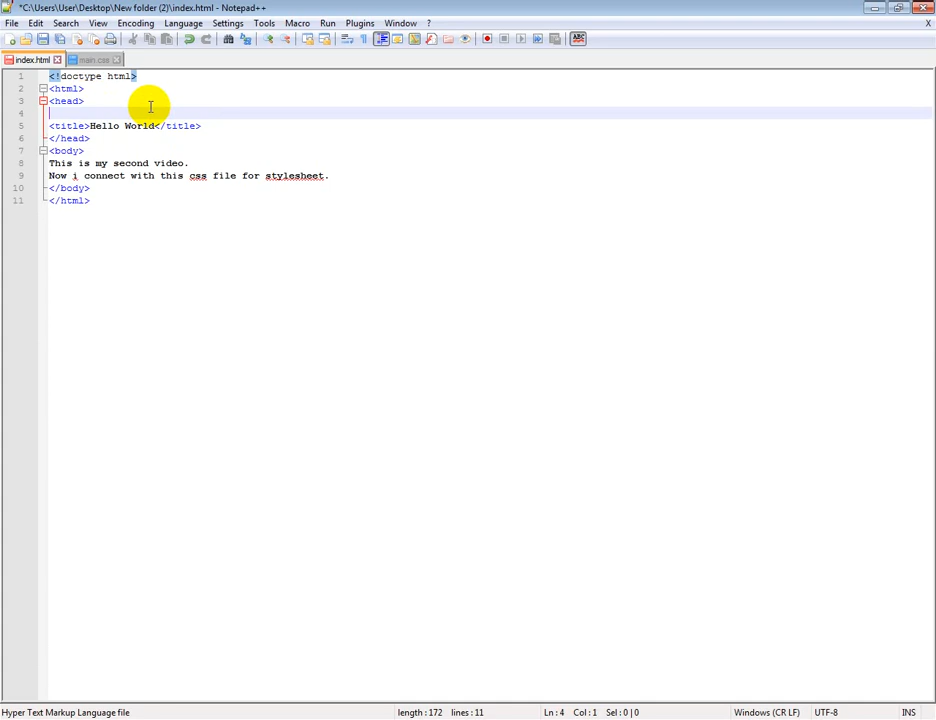 *C:\Users\User\Desktop\New folder (2)\index.html - Notepad++
File Edit Search View Encoding Language Settings Tools Macro Run Plugins Window ? X
ABC
index.html main.css
1 <!doctype html>
2 <html>
3 <head>
4
5 <title>Hello World</title>
6 </head>
7 <body>
8 This is my second video.
9 Now i connect with this css file for stylesheet.
10 </body>
11 </html>
Hyper Text Markup Language file length : 172 lines : 11 Ln : 4 Col : 1 Sel : 0 | 0 Windows (CR LF) UTF-8 INS